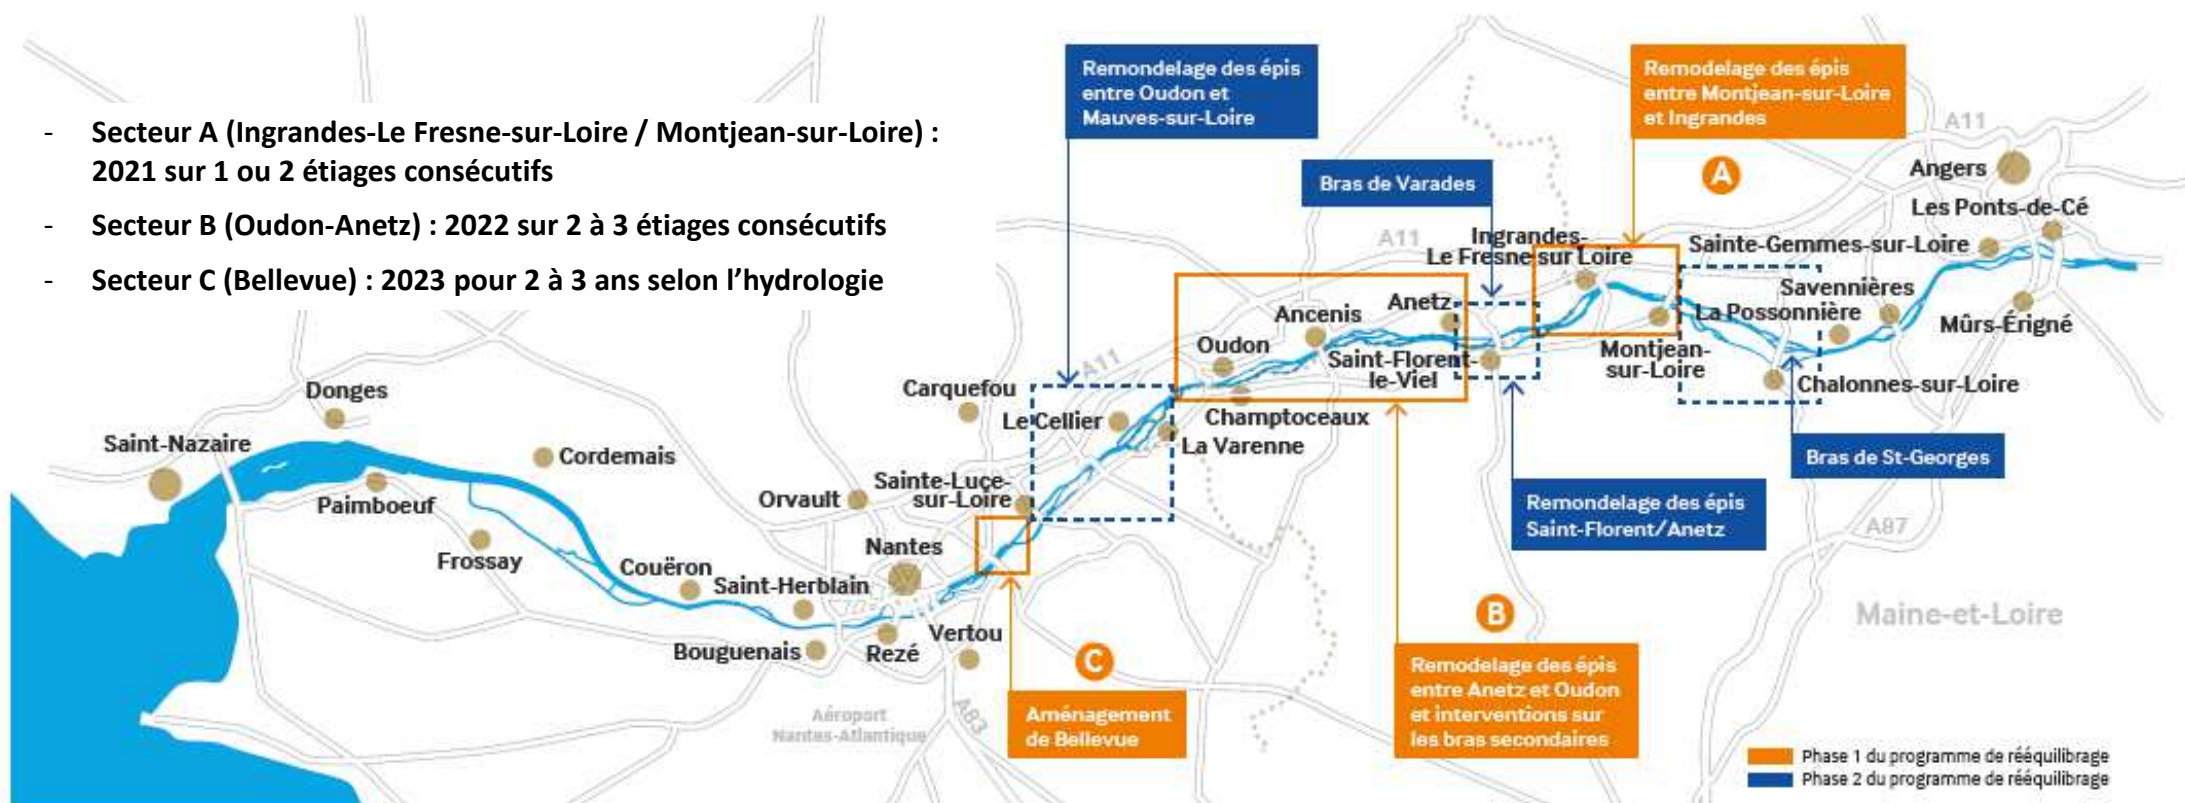 - Secteur A (Ingrandes-Le Fresne-sur-Loire / Montjean-sur-Loire) :
2021 sur 1 ou 2 étiages consécutifs
- Secteur B (Oudon-Anetz) : 2022 sur 2 à 3 étiages consécutifs
- Secteur C (Bellevue) : 2023 pour 2 à 3 ans selon l'hydrologie
Remondelage des épis
entre Oudon et
Mauves-sur-Loire
Remodelage des épis
entre Montjean-sur-Loire
et Ingrandes
Bras de Varades
A
A11
Angers
Les Ponts-de-Cé
Sainte-Gemmes-sur-Loire
Savennières
La Possonnière
Mûrs-Érigné
A11
Ingrandes-
Le Fresne sur Loire
Anetz
Ancenis
Oudon
Saint-Florent-
le-Viel
Montjean-
sur-Loire
Chalonnes-sur-Loire
A11
Carquefou
Le Cellier
Champtoceaux
La Varenne
Bras de St-Georges
Donges
Saint-Nazaire
Cordemais
Paimboeuf
Orvault
Sainte-Luce-
sur-Loire
Remondelage des épis
Saint-Florent/Anetz
A87
Frossay
Nantes
Couëron
Saint-Herblain
Bouguenais
Rezé
Vertou
Maine-et-Loire
B
C
Remodelage des épis
entre Anetz et Oudon
et interventions sur
les bras secondaires
Aménagement
de Bellevue
Aéroport
Nantes-Atlantique
A83
Phase 1 du programme de rééquilibrage
Phase 2 du programme de rééquilibrage